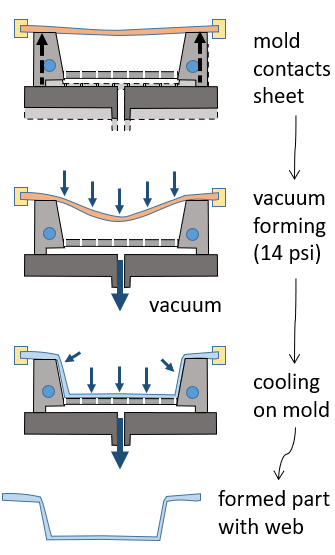 mold
contacts
sheet
vacuum
forming
(14 psi)
vacuum
cooling
on mold
formed part
with web